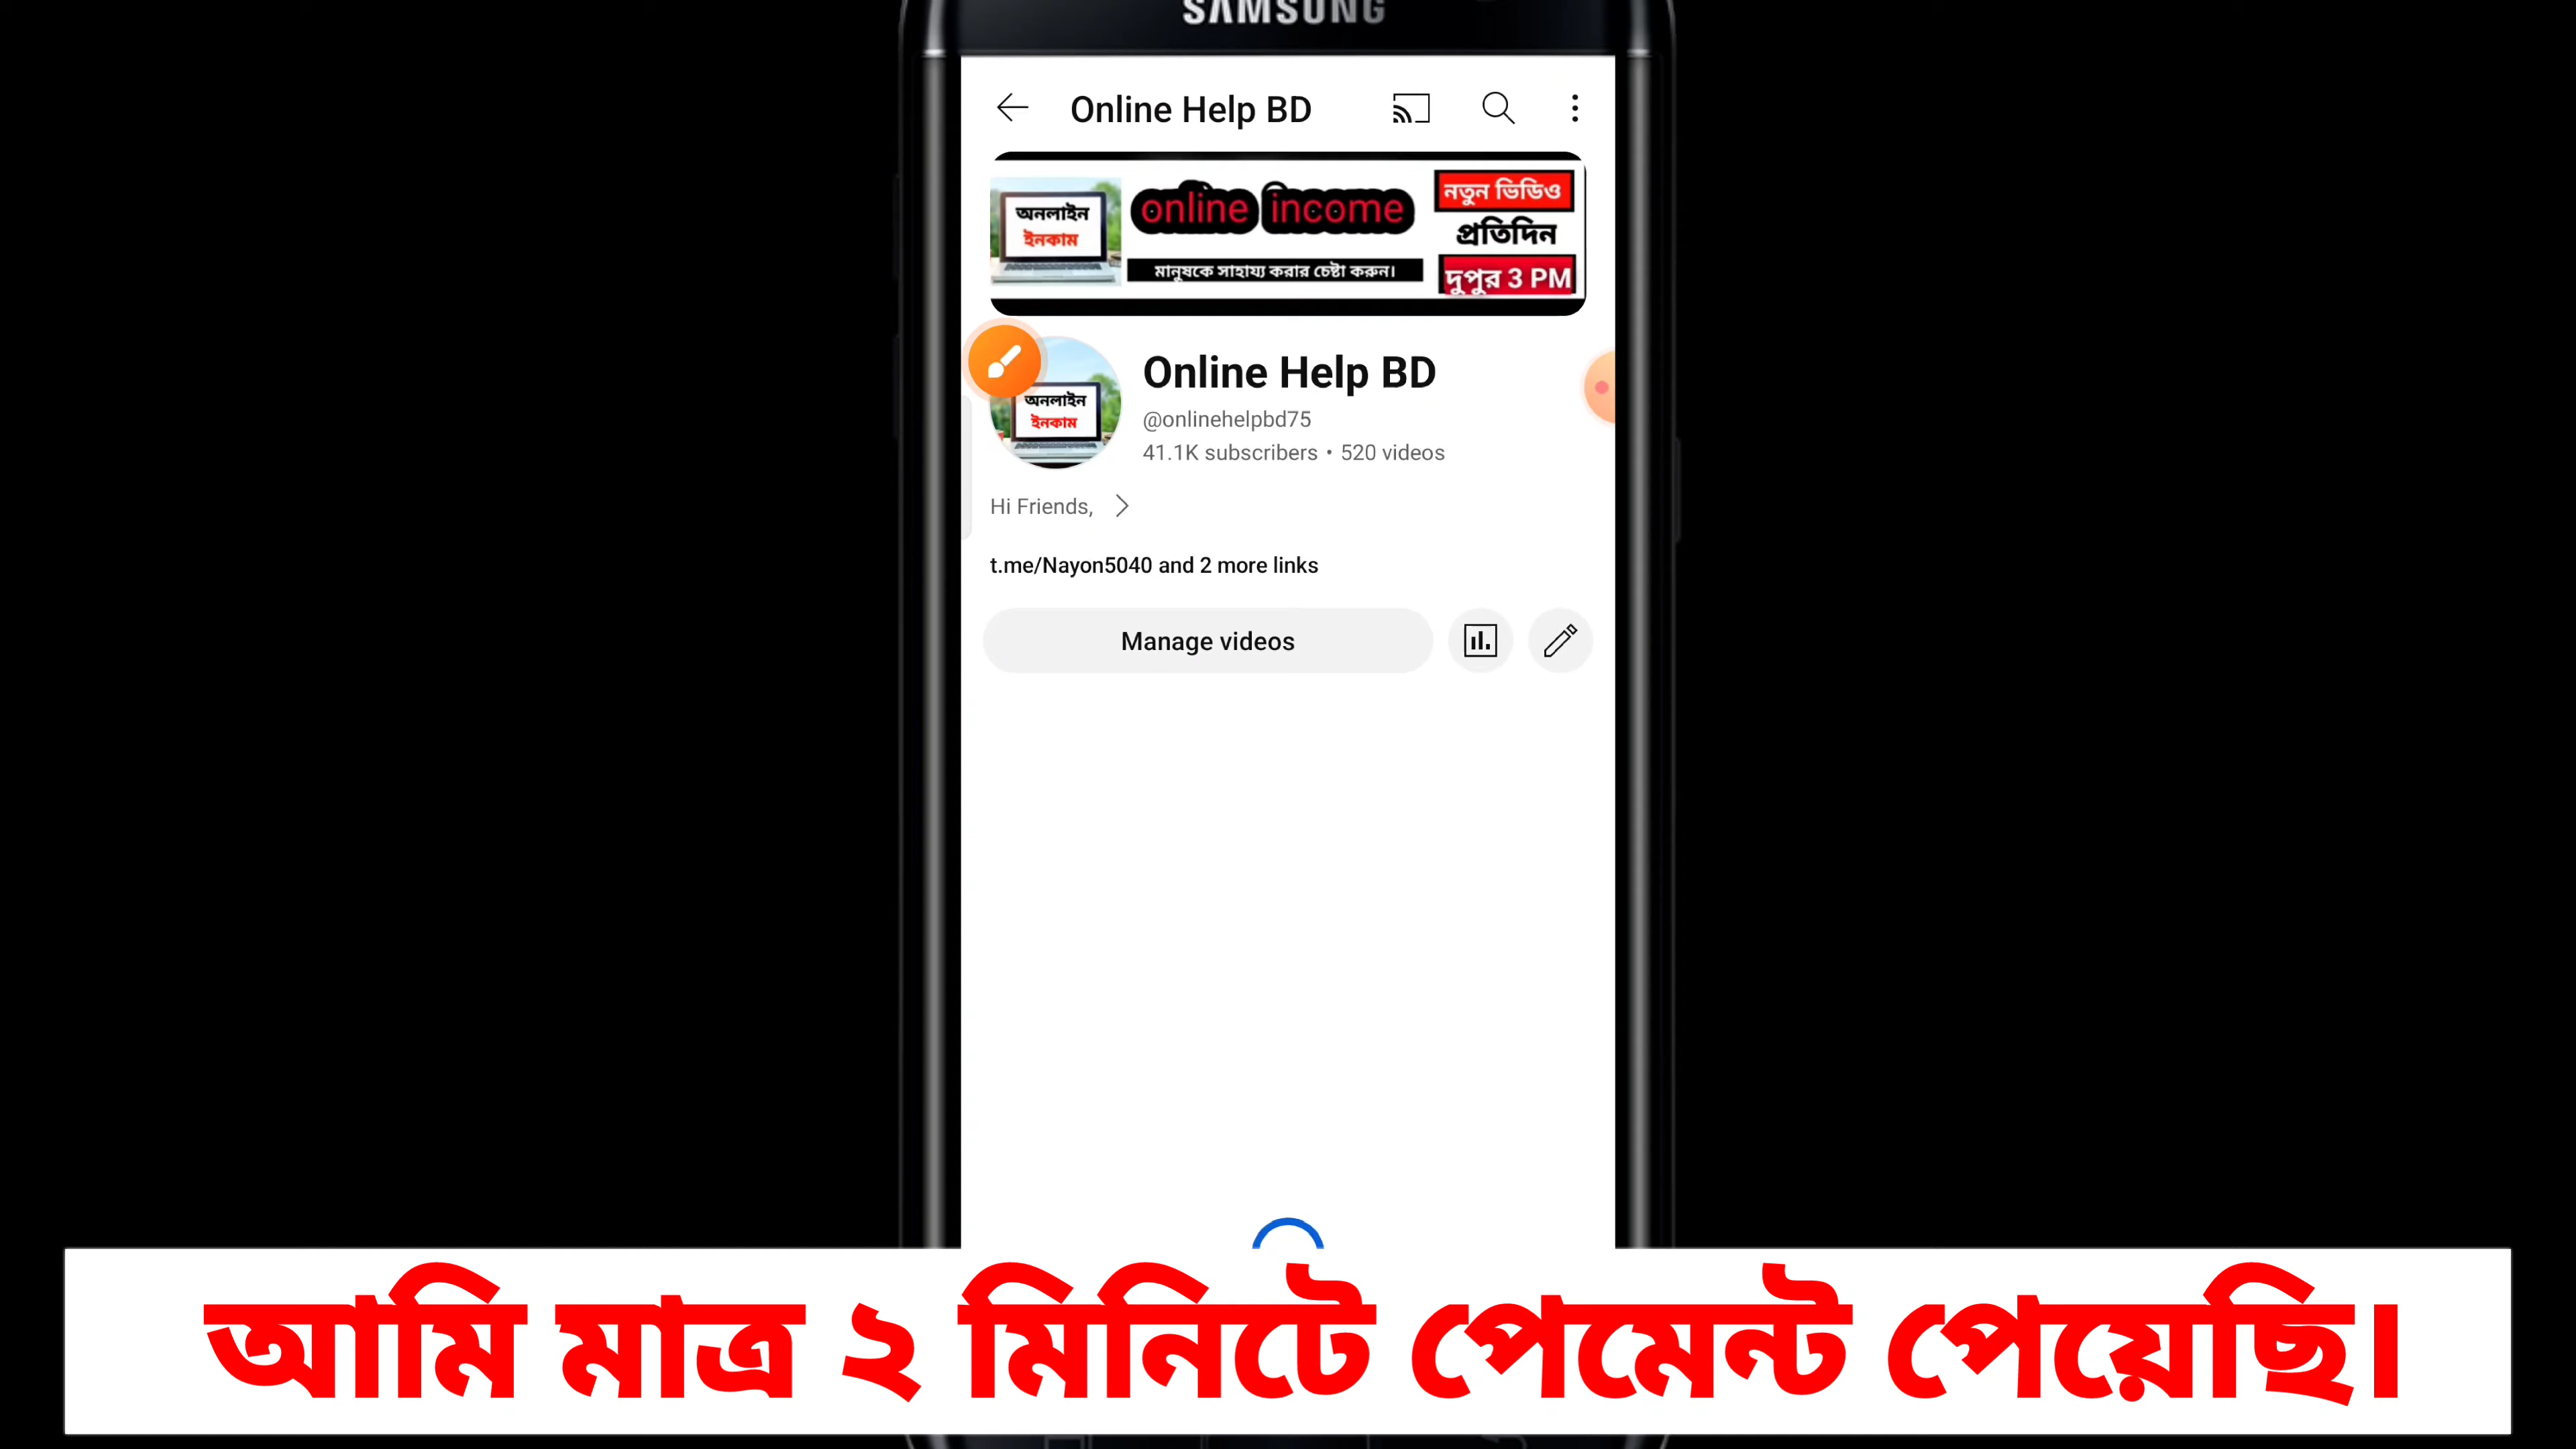 SAMSUNG
Online Help BD
অনলাইন
ইনকাম
online income
মানুষকে সাহায্য করার চেষ্টা করুন।
নতুন ভিডিও
প্রতিদিন
দুপুর 3 PM
অনলাইন
ইনকাম
Online Help BD
@onlinehelpbd75
41.1K subscribers • 520 videos
Hi Friends,
t.me/Nayon5040 and 2 more links
Manage videos
আমি মাত্র ২ মিনিটে পেমেন্ট পেয়েছি।